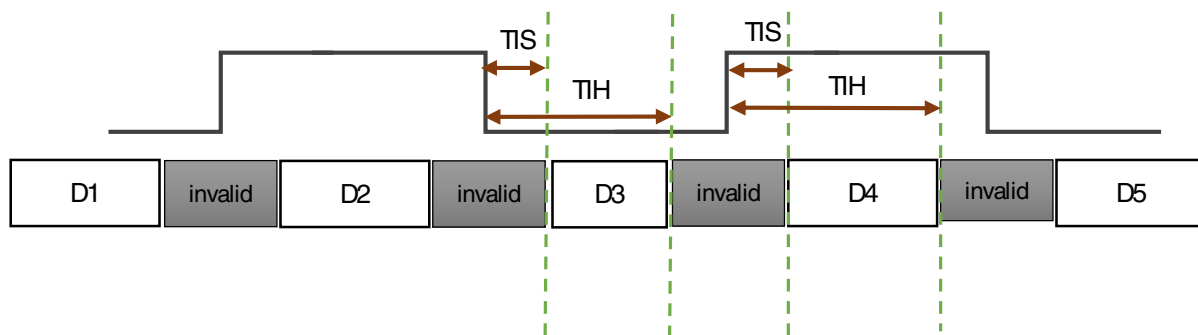 TIS
TIS
TIH
TIH
D1 invalid D2 invalid D3 invalid D4 invalid D5